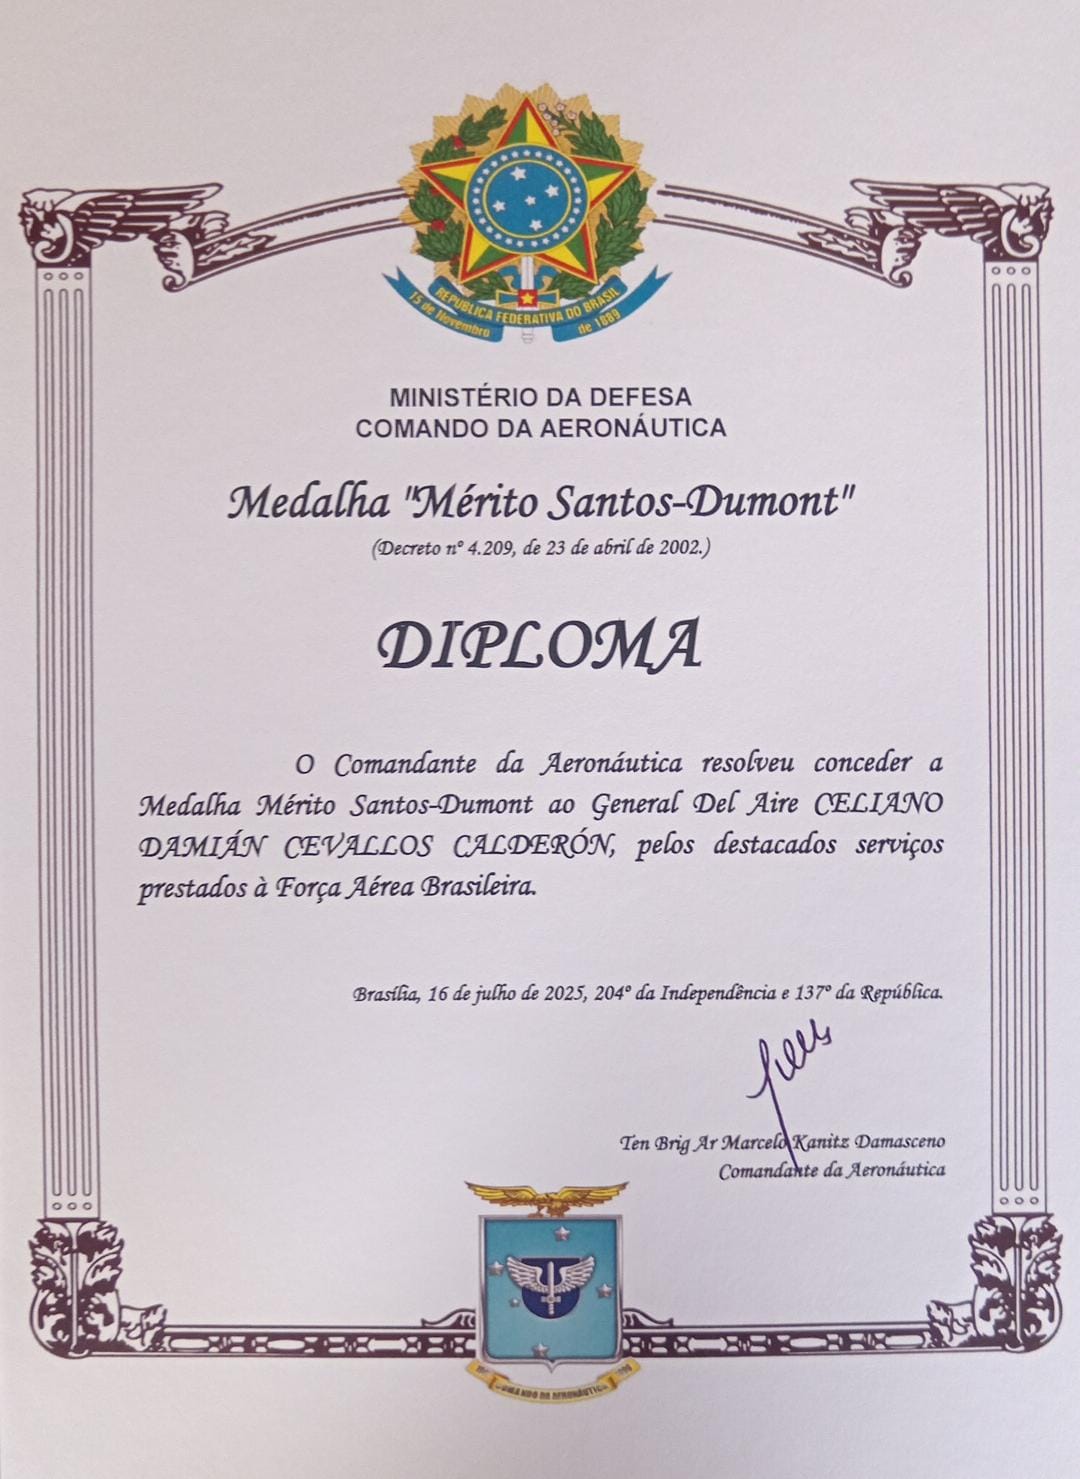 REPUBLICA FEDERATIVA DO BRASIL
15 de Novembro
de 1889
MINISTÉRIO DA DEFESA
COMANDO DA AERONÁUTICA
Medalha "Mérito Santos-Dumont"
(Decreto nº 4.209, de 23 de abril de 2002.)
DIPLOMA
O Comandante da Aeronáutica resolveu conceder a
Medalha Mérito Santos-Dumont ao General Del Aire CELIANO
DAMIÁN CEVALLOS CALDERÓN, pelos destacados serviços
prestados à Força Aérea Brasileira.
Brasília, 16 de julho de 2025, 204º da Independência e 137º da República.
Ten Brig Ar Marcelo Kanitz Damasceno
Comandante da Aeronáutica
COMANDO DA AERONÁUTICA